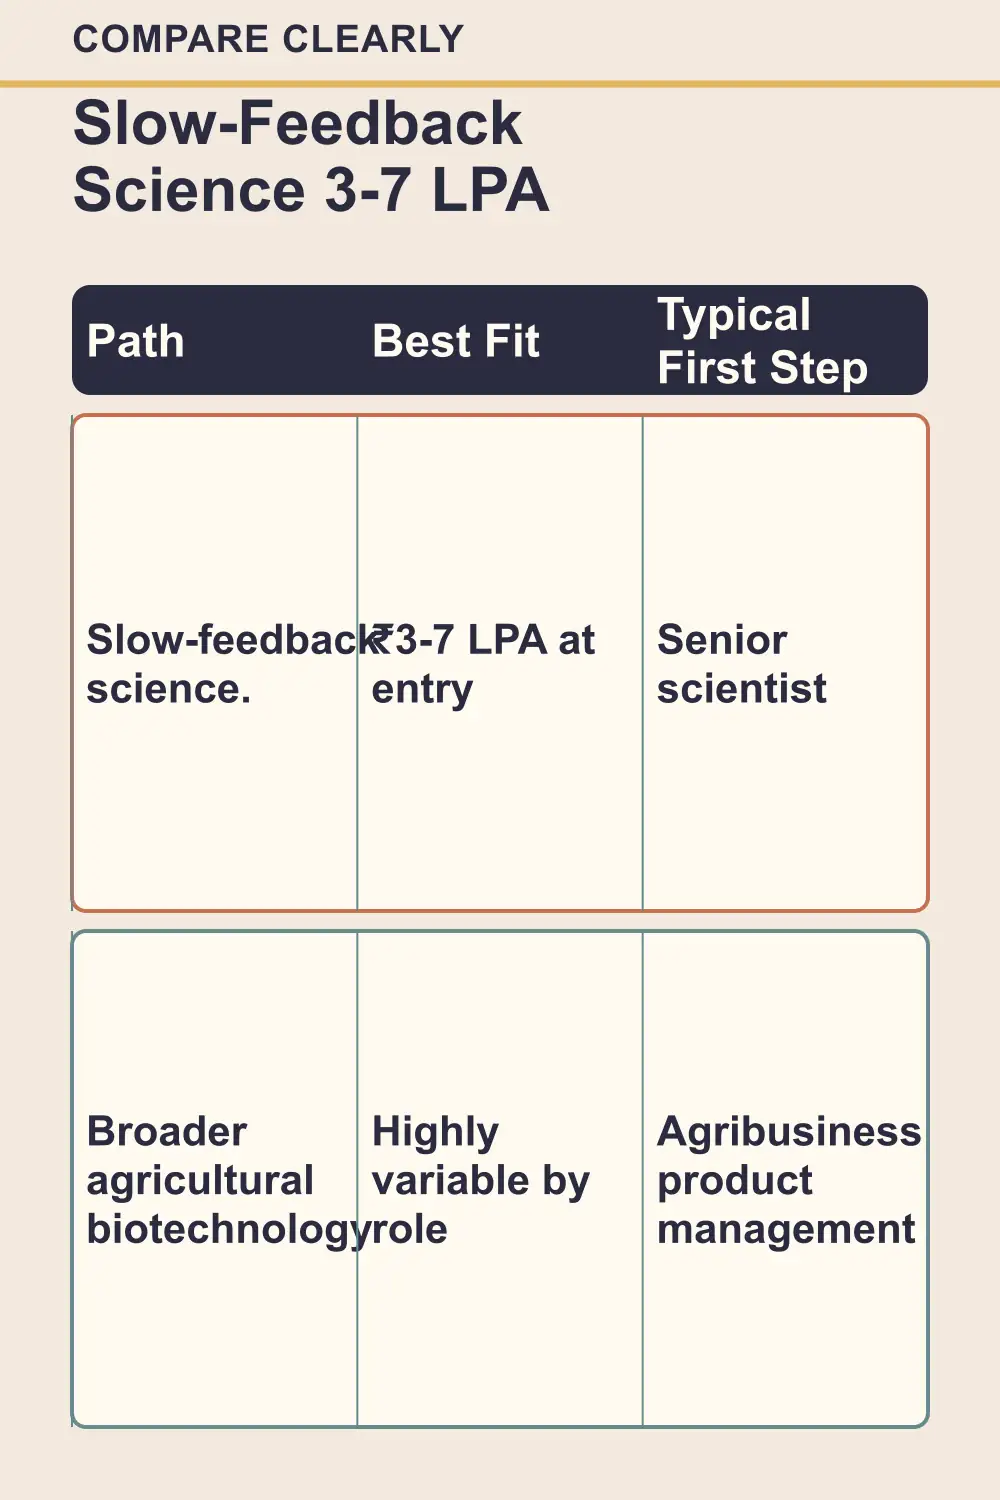 COMPARE CLEARLY
Slow-Feedback
Science 3-7 LPA
Path
Best Fit
Typical
First Step
Slow-feedback
science.
₹3-7 LPA at
entry
Senior
scientist
Broader
agricultural
biotechnology
Highly
variable by
role
Agribusiness
product
management